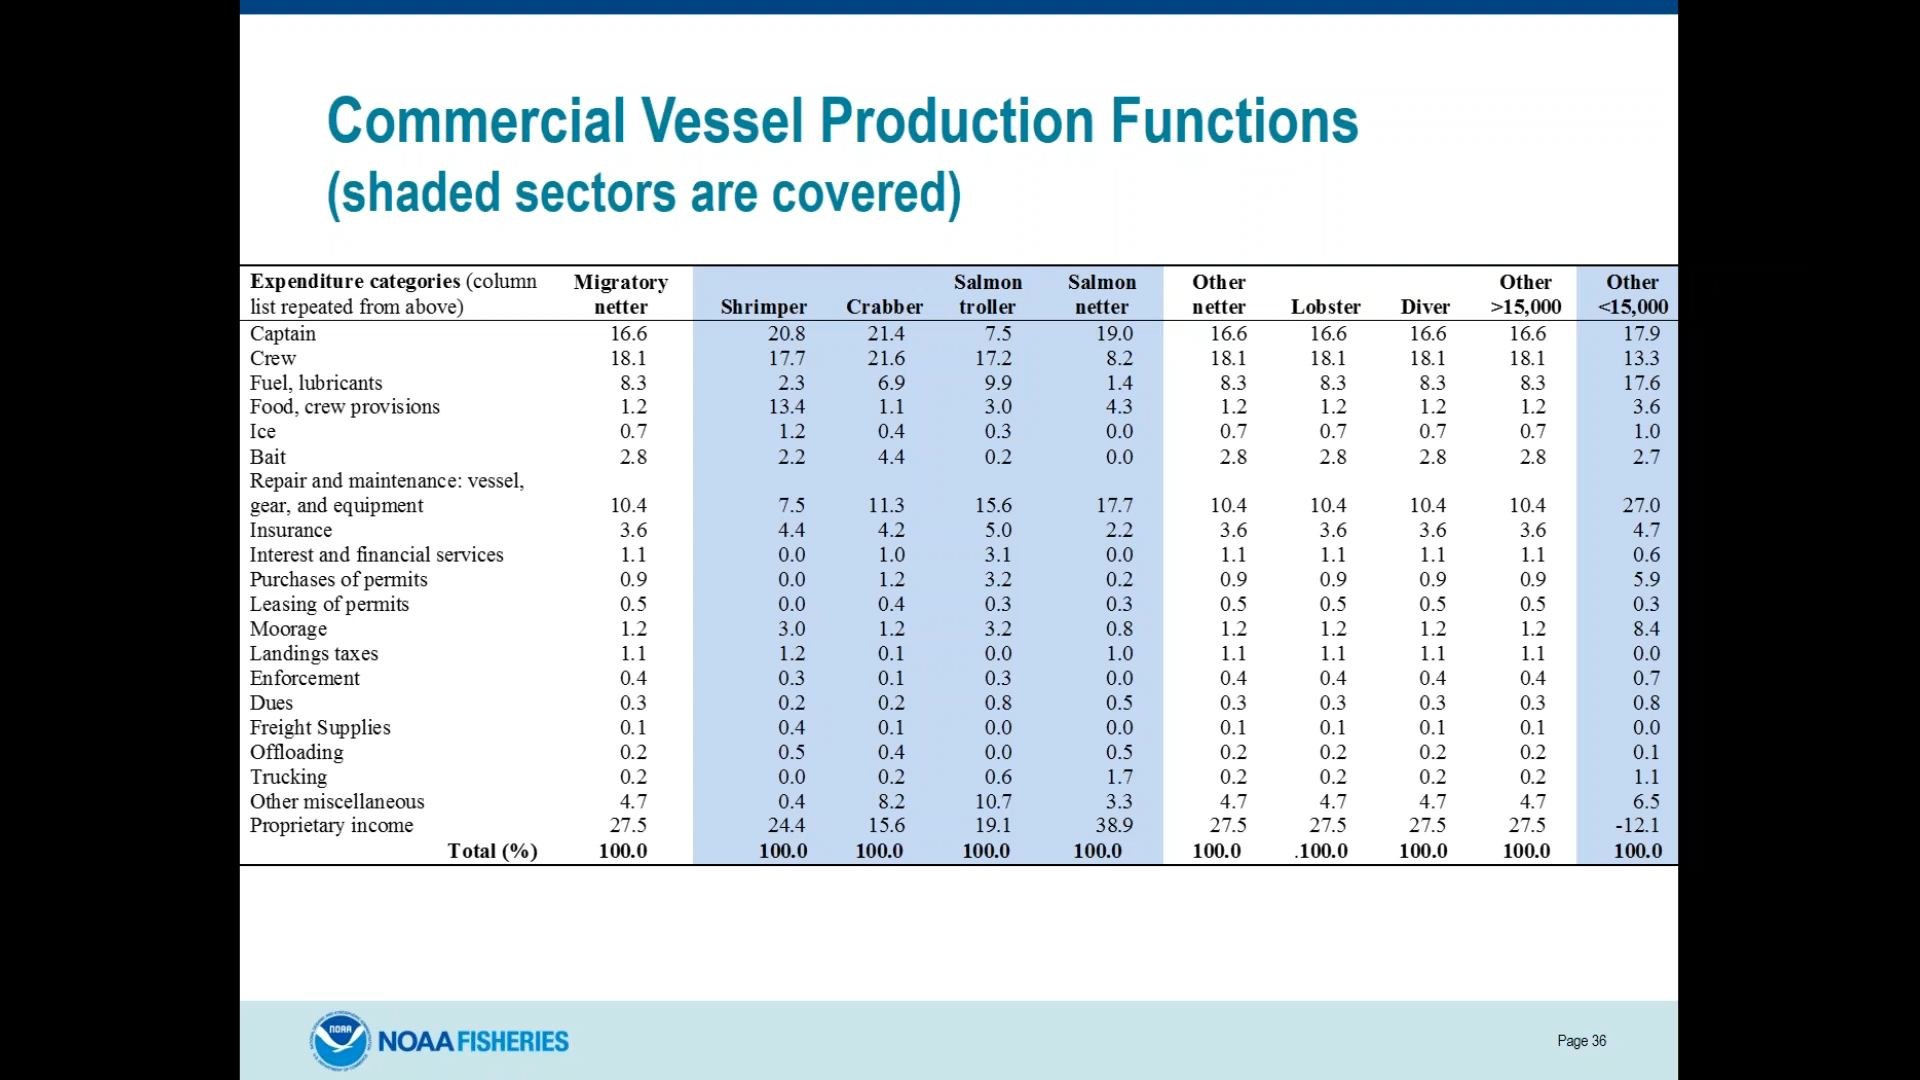 Commercial Vessel Production Functions
(shaded sectors are covered)
Expenditure categories (column Migratory Salmon Salmon Other Other Other
list repeated from above) netter Shrimper Crabber troller netter netter Lobster Diver >15,000 <15,000
Captain 16.6 20.8 21.4 7.5 19.0 16.6 16.6 16.6 16.6 17.9
Crew 18.1 17.7 21.6 17.2 8.2 18.1 18.1 18.1 18.1 13.3
Fuel, lubricants 8.3 2.3 6.9 9.9 1.4 8.3 8.3 8.3 8.3 17.6
Food, crew provisions 1.2 13.4 1.1 3.0 4.3 1.2 1.2 1.2 1.2 3.6
Ice 0.7 1.2 0.4 0.3 0.0 0.7 0.7 0.7 0.7 1.0
Bait 2.8 2.2 4.4 0.2 0.0 2.8 2.8 2.8 2.8 2.7
Repair and maintenance: vessel,
gear, and equipment 10.4 7.5 11.3 15.6 17.7 10.4 10.4 10.4 10.4 27.0
Insurance 3.6 4.4 4.2 5.0 2.2 3.6 3.6 3.6 3.6 4.7
Interest and financial services 1.1 0.0 1.0 3.1 0.0 1.1 1.1 1.1 1.1 0.6
Purchases of permits 0.9 0.0 1.2 3.2 0.2 0.9 0.9 0.9 0.9 5.9
Leasing of permits 0.5 0.0 0.4 0.3 0.3 0.5 0.5 0.5 0.5 0.3
Moorage 1.2 3.0 1.2 3.2 0.8 1.2 1.2 1.2 1.2 8.4
Landings taxes 1.1 1.2 0.1 0.0 1.0 1.1 1.1 1.1 1.1 0.0
Enforcement 0.4 0.3 0.1 0.3 0.0 0.4 0.4 0.4 0.4 0.7
Dues 0.3 0.2 0.2 0.8 0.5 0.3 0.3 0.3 0.3 0.8
Freight Supplies 0.1 0.4 0.1 0.0 0.0 0.1 0.1 0.1 0.1 0.0
Offloading 0.2 0.5 0.4 0.0 0.5 0.2 0.2 0.2 0.2 0.1
Trucking 0.2 0.0 0.2 0.6 1.7 0.2 0.2 0.2 0.2 1.1
Other miscellaneous 4.7 0.4 8.2 10.7 3.3 4.7 4.7 4.7 4.7 6.5
Proprietary income 27.5 24.4 15.6 19.1 38.9 27.5 27.5 27.5 27.5 -12.1
Total (%) 100.0 100.0 100.0 100.0 100.0 100.0 .100.0 100.0 100.0 100.0
NOAA
NOAA FISHERIES
Page 36